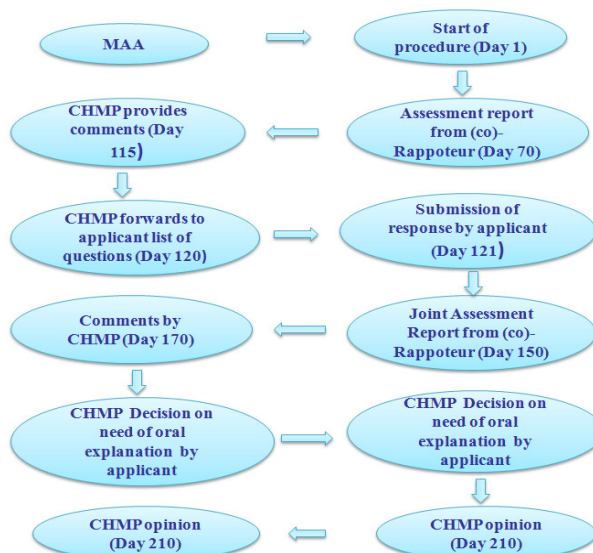 MAA
Start of
procedure (Day 1)
Assessment report
from (co)-
Rappoteur (Day 70)
CHMP provides
comments (Day
115)
CHMP forwards to
applicant list of
questions (Day 120)
Submission of
response by applicant
(Day 121)
Joint Assessment
Report from (co)-
Rappoteur (Day 150)
Comments by
CHMP (Day 170)
CHMP Decision on
need of oral
explanation by
applicant
CHMP Decision on
need of oral
explanation by
applicant
CHMP opinion
(Day 210)
CHMP opinion
(Day 210)